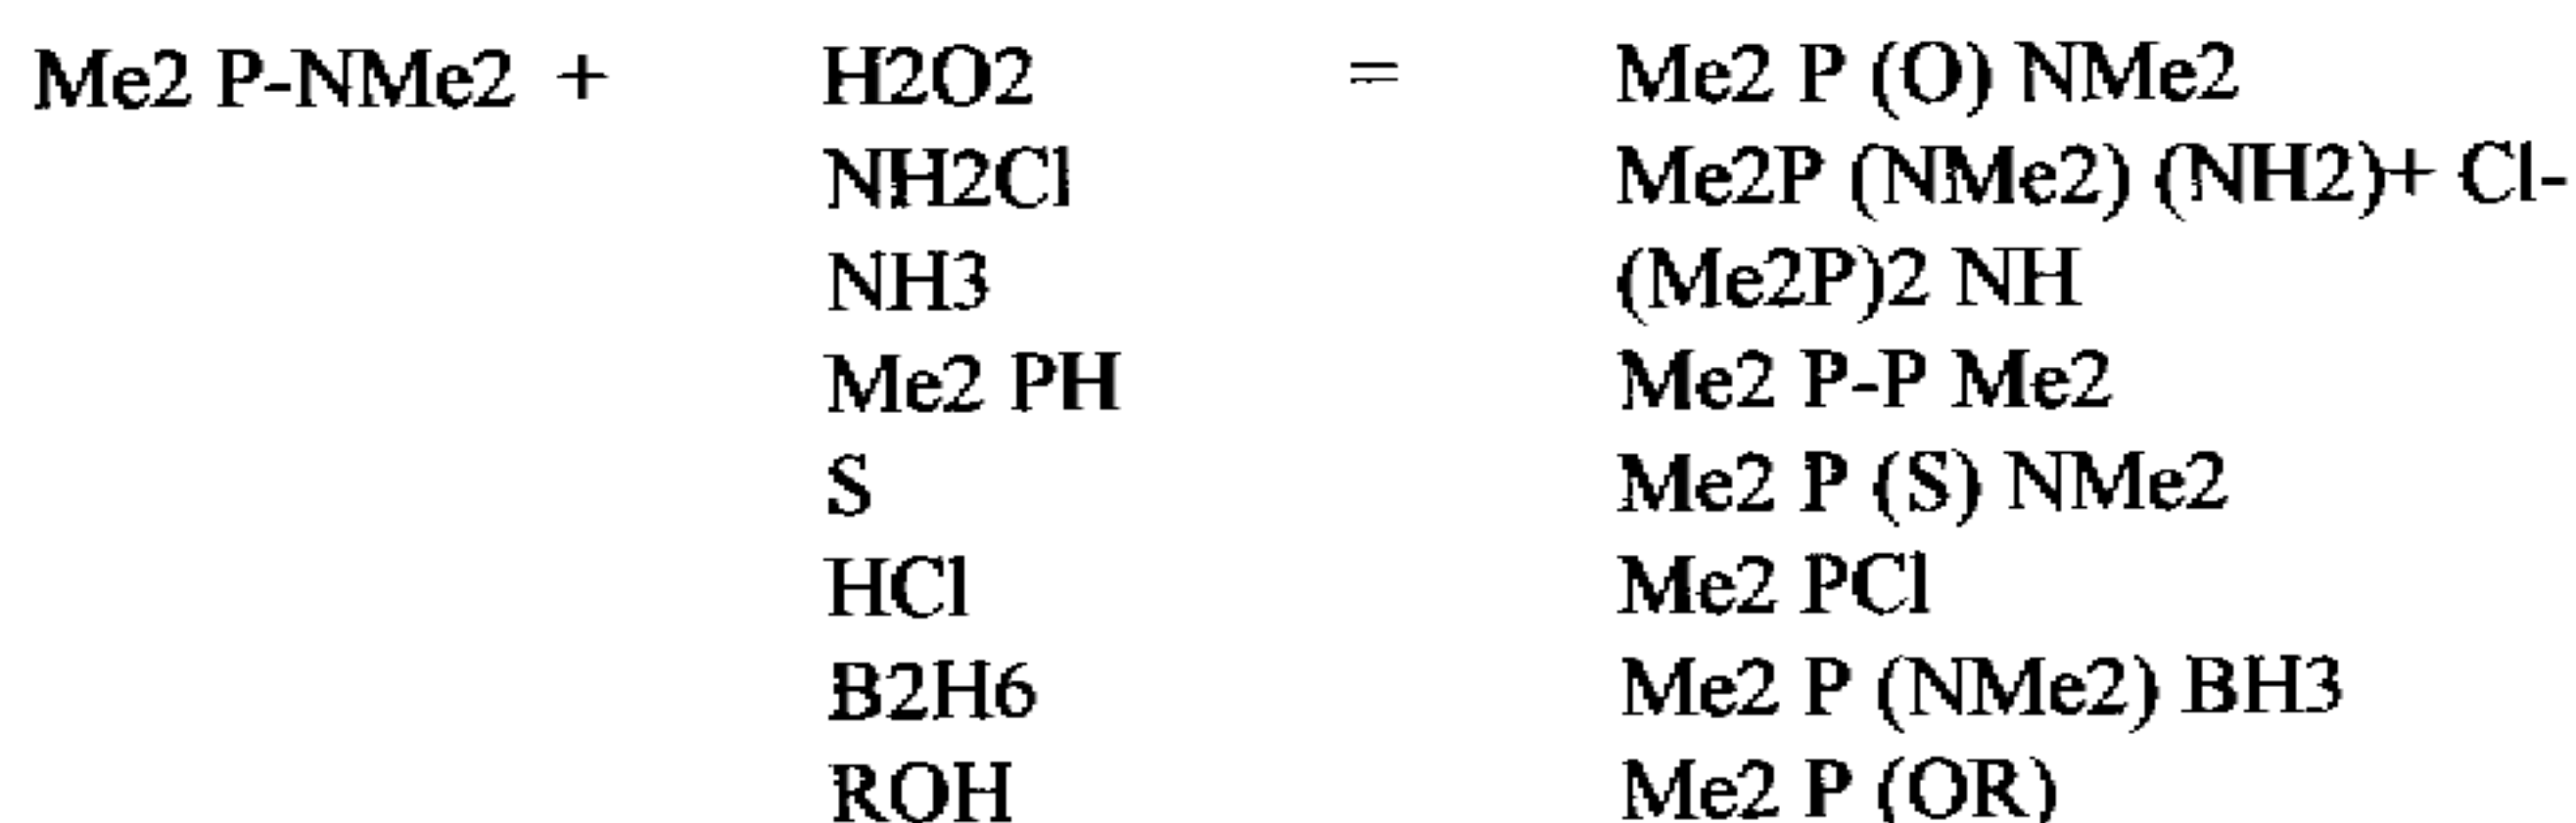 Me2 P-NMe2 + H2O2 = Me2 P (O) NMe2
NH2Cl Me2P (NMe2) (NH2)+ Cl-
NH3 (Me2P)2 NH
Me2 PH Me2 P-P Me2
S Me2 P (S) NMe2
HCl Me2 PCl
B2H6 Me2 P (NMe2) BH3
ROH Me2 P (OR)